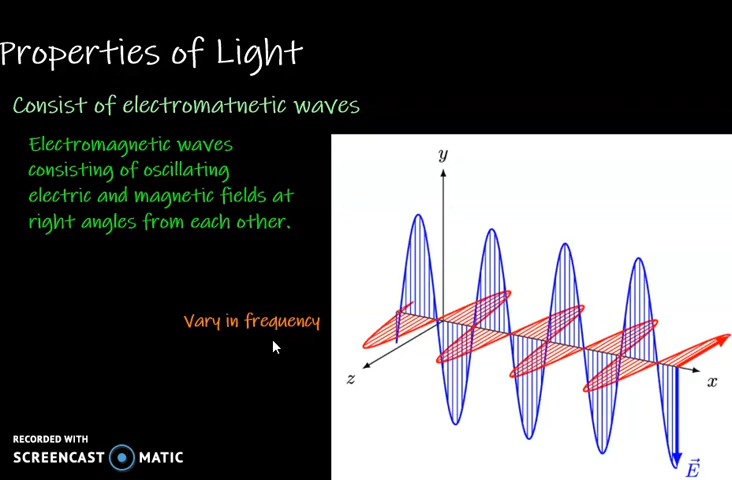 Properties of Light
Consist of electromatnetic waves
Electromagnetic waves
consisting of oscillating
electric and magnetic fields at
right angles from each other.
y
Vary in frequency
z
x
E
RECORDED WITH
SCREENCAST MATIC